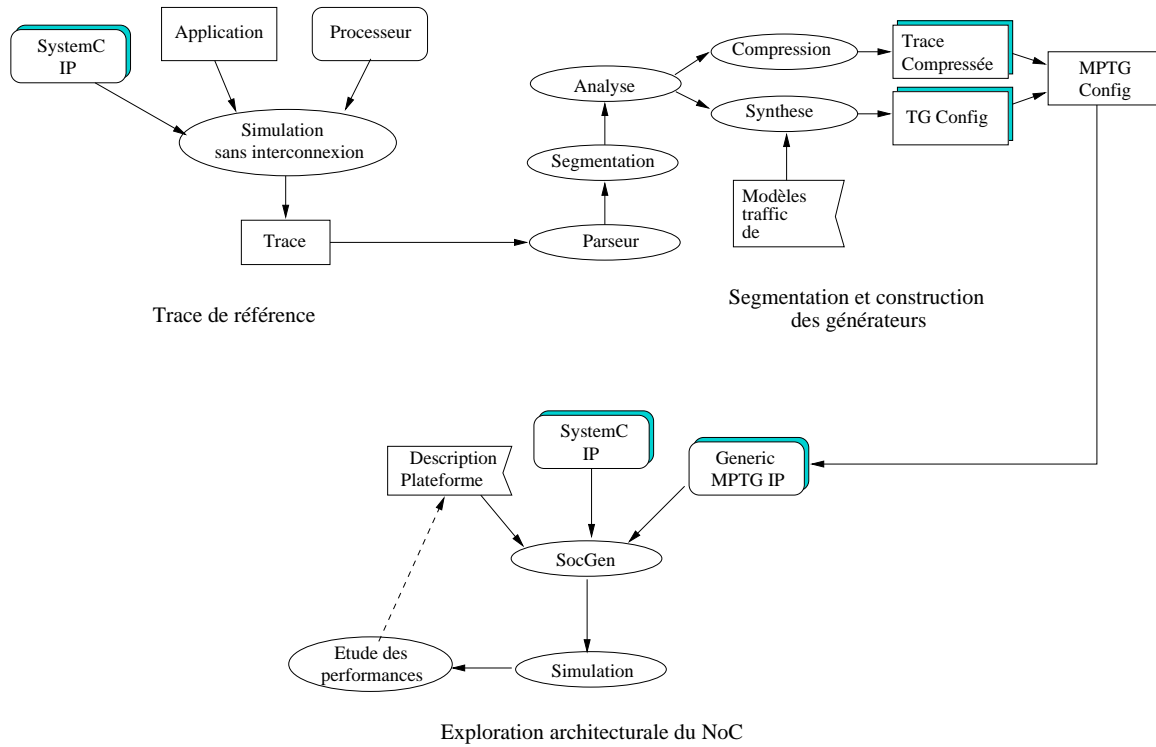 SystemC
IP
Application
Processeur
Simulation
sans interconnexion
Trace
Trace de référence
Parseur
Segmentation
Analyse
Compression
Synthese
Modèles
traffic
de
Trace
Compressée
TG Config
MPTG
Config
Segmentation et construction
des générateurs
Description
Plateforme
SystemC
IP
Generic
MPTG IP
SocGen
Simulation
Etude des
performances
Exploration architecturale du NoC